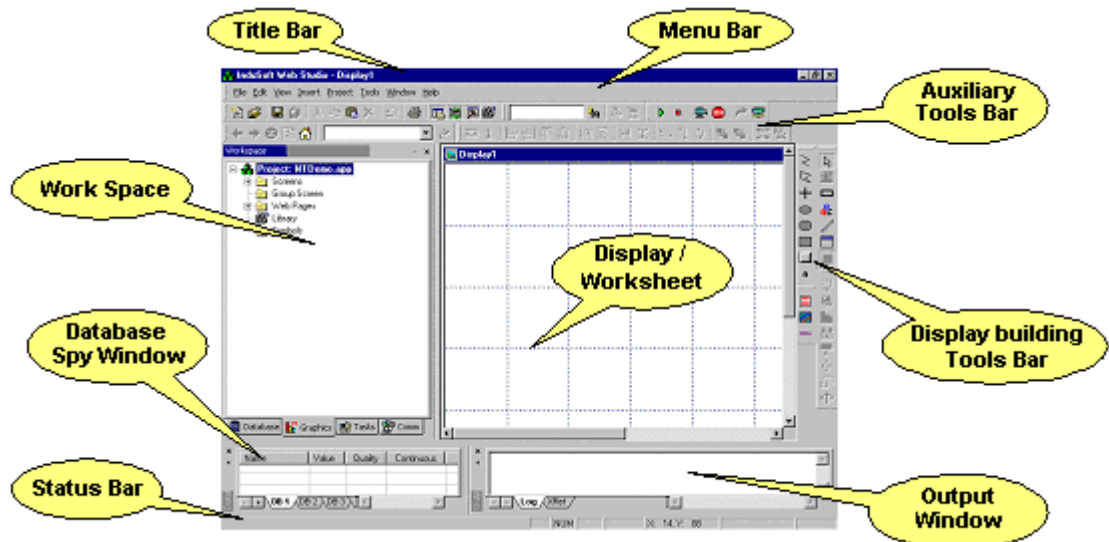 Title Bar
Menu Bar
InduSoft Web Studio - Display1
File Edit View Insert Project Tools Window Help
Auxiliary
Tools Bar
Workspace
Display1
Project: NTDemo.app
Screens
Group Screen
Web Pages
Library
Symbols
Work Space
Display /
Worksheet
Database
Spy Window
Display building
Tools Bar
Database Graphics Tasks Comm
Name Value Quality Continuous
DB 1 DB 2 DB 3
Log XRef
Status Bar
Output
Window
NUM X: 14, Y: 88